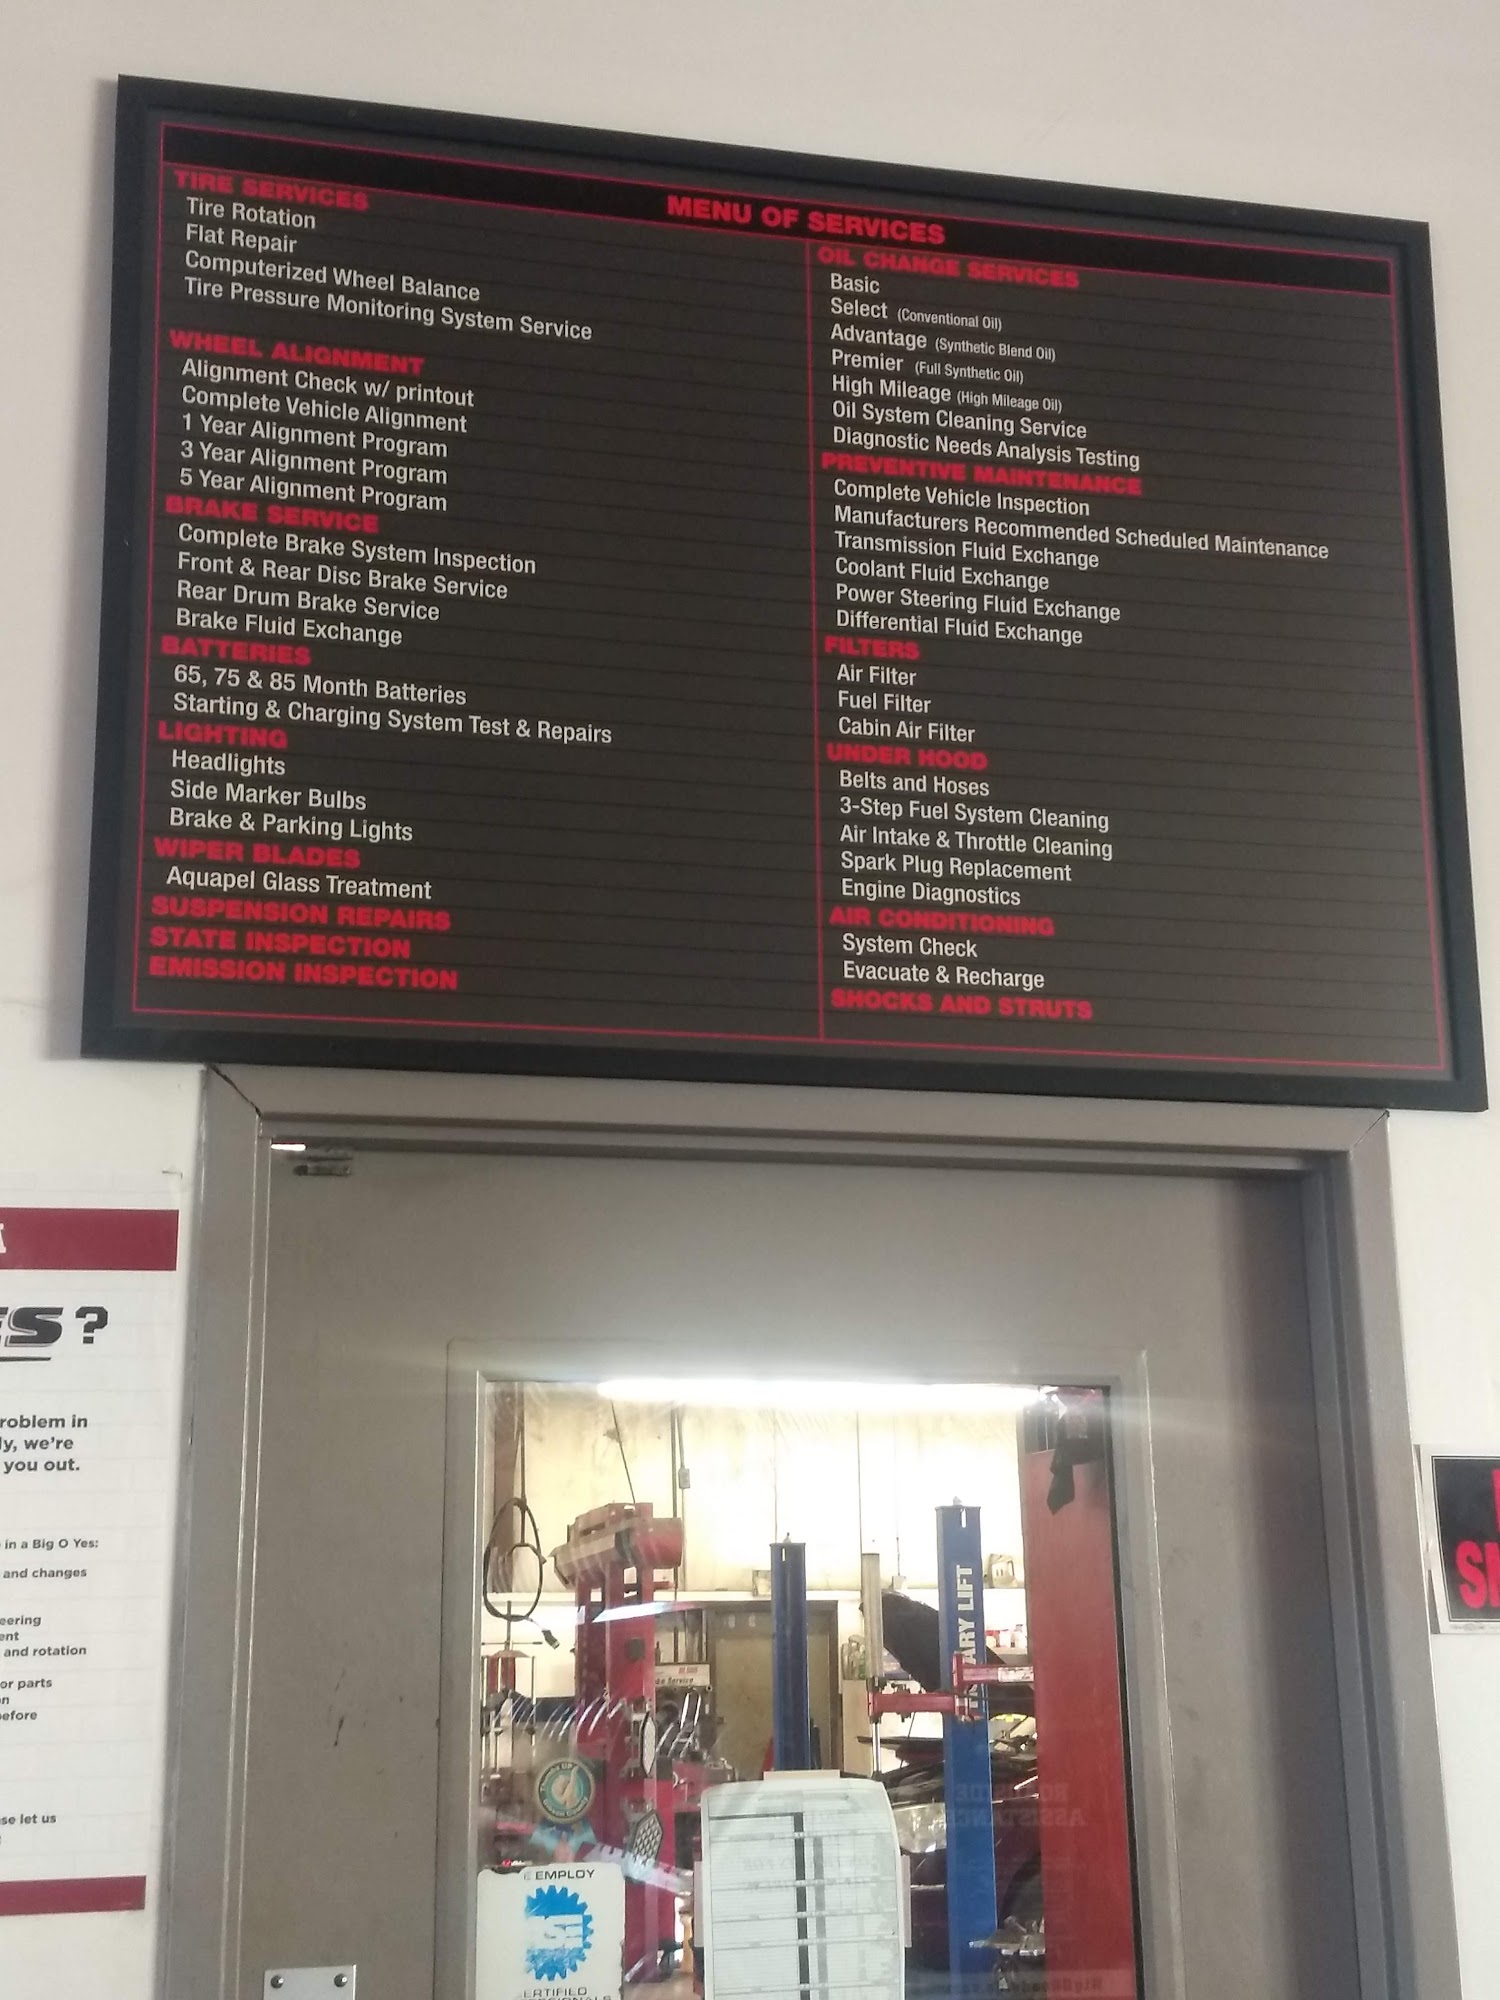 MENU OF SERVICES
TIRE SERVICES
Tire Rotation
Flat Repair
Computerized Wheel Balance
Tire Pressure Monitoring System Service
WHEEL ALIGNMENT
Alignment Check w/ printout
Complete Vehicle Alignment
1 Year Alignment Program
3 Year Alignment Program
5 Year Alignment Program
BRAKE SERVICE
Complete Brake System Inspection
Front & Rear Disc Brake Service
Rear Drum Brake Service
Brake Fluid Exchange
BATTERIES
65, 75 & 85 Month Batteries
Starting & Charging System Test & Repairs
LIGHTING
Headlights
Side Marker Bulbs
Brake & Parking Lights
WIPER BLADES
Aquapel Glass Treatment
SUSPENSION REPAIRS
STATE INSPECTION
EMISSION INSPECTION
OIL CHANGE SERVICES
Basic
Select (Conventional Oil)
Advantage (Synthetic Blend Oil)
Premier (Full Synthetic Oil)
High Mileage (High Mileage Oil)
Oil System Cleaning Service
Diagnostic Needs Analysis Testing
PREVENTIVE MAINTENANCE
Complete Vehicle Inspection
Manufacturers Recommended Scheduled Maintenance
Transmission Fluid Exchange
Coolant Fluid Exchange
Power Steering Fluid Exchange
Differential Fluid Exchange
FILTERS
Air Filter
Fuel Filter
Cabin Air Filter
UNDER HOOD
Belts and Hoses
3-Step Fuel System Cleaning
Air Intake & Throttle Cleaning
Spark Plug Replacement
Engine Diagnostics
AIR CONDITIONING
System Check
Evacuate & Recharge
SHOCKS AND STRUTS
ES?
roblem in
ly, we're
you out.
in a Big O Yes:
and changes
eering
ent
and rotation
or parts
on
before
se let us
EMPLOY
LIFT